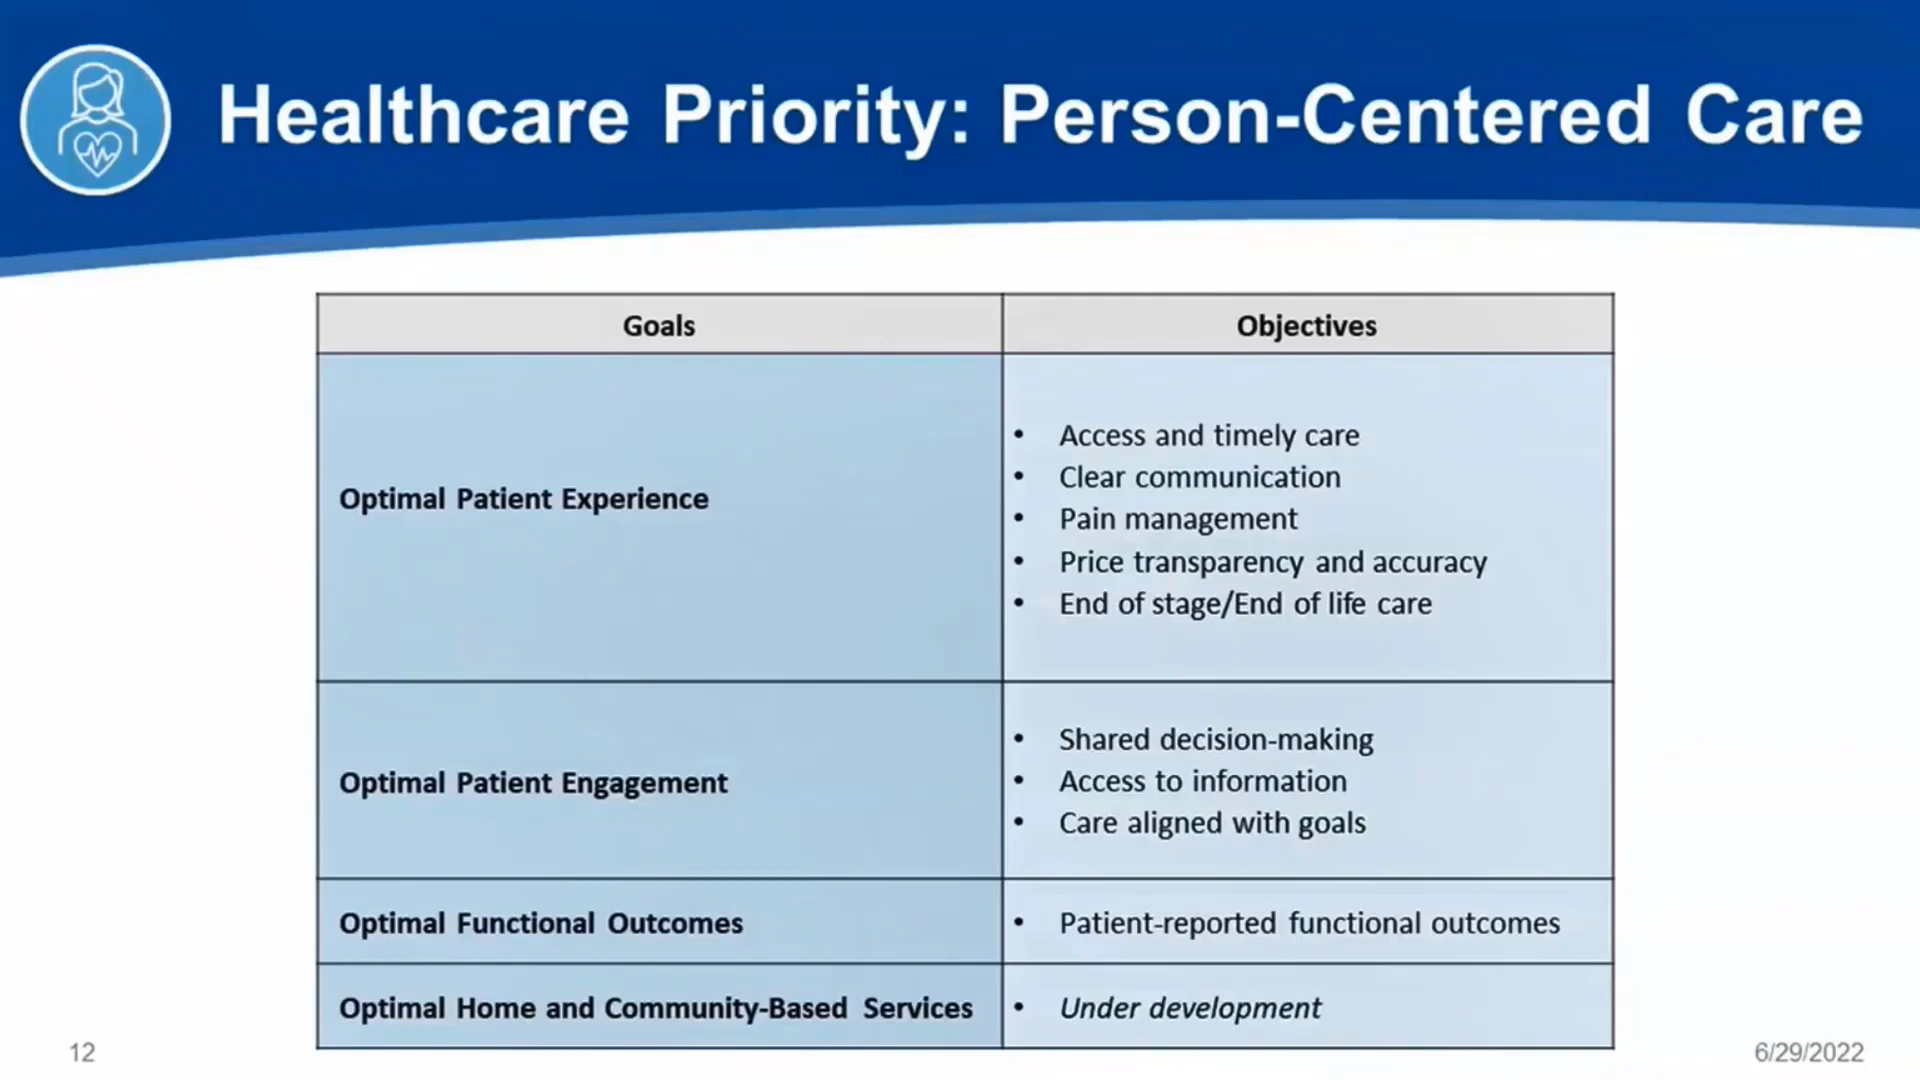 Healthcare Priority: Person-Centered Care
Goals
Objectives
Optimal Patient Experience
• Access and timely care
• Clear communication
• Pain management
• Price transparency and accuracy
• End of stage/End of life care
Optimal Patient Engagement
• Shared decision-making
• Access to information
• Care aligned with goals
Optimal Functional Outcomes
• Patient-reported functional outcomes
Optimal Home and Community-Based Services
• Under development
12
6/29/2022